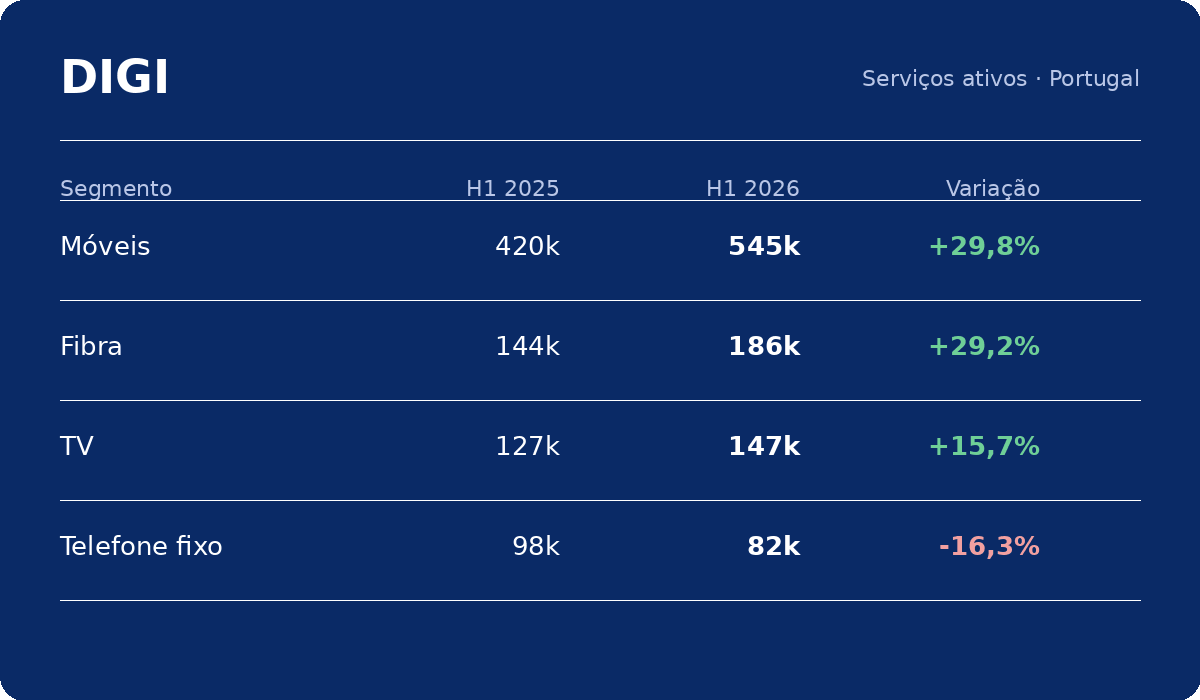 DIGI
Serviços ativos · Portugal
Segmento H1 2025 H1 2026 Variação
Móveis 420k 545k +29,8%
Fibra 144k 186k +29,2%
TV 127k 147k +15,7%
Telefone fixo 98k 82k -16,3%